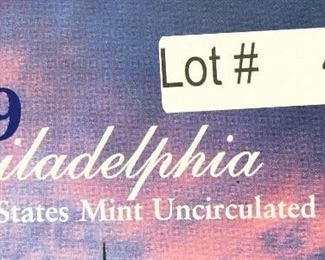 Lot #
9
iladelphia
States Mint Uncirculated